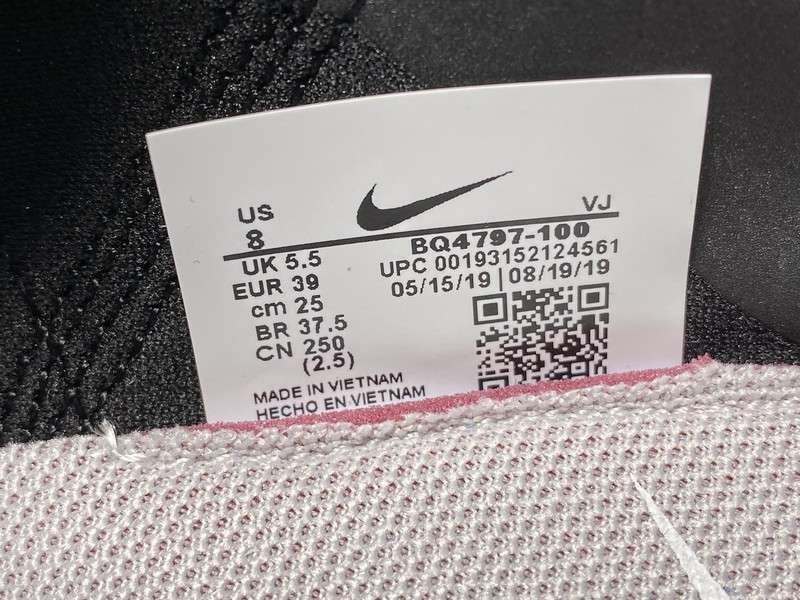 US
8
UK 5.5
EUR 39
cm 25
BR 37.5
CN 250
(2.5)
VJ
BQ4797-100
UPC 00193152124561
05/15/19 | 08/19/19
MADE IN VIETNAM
HECHO EN VIETNAM